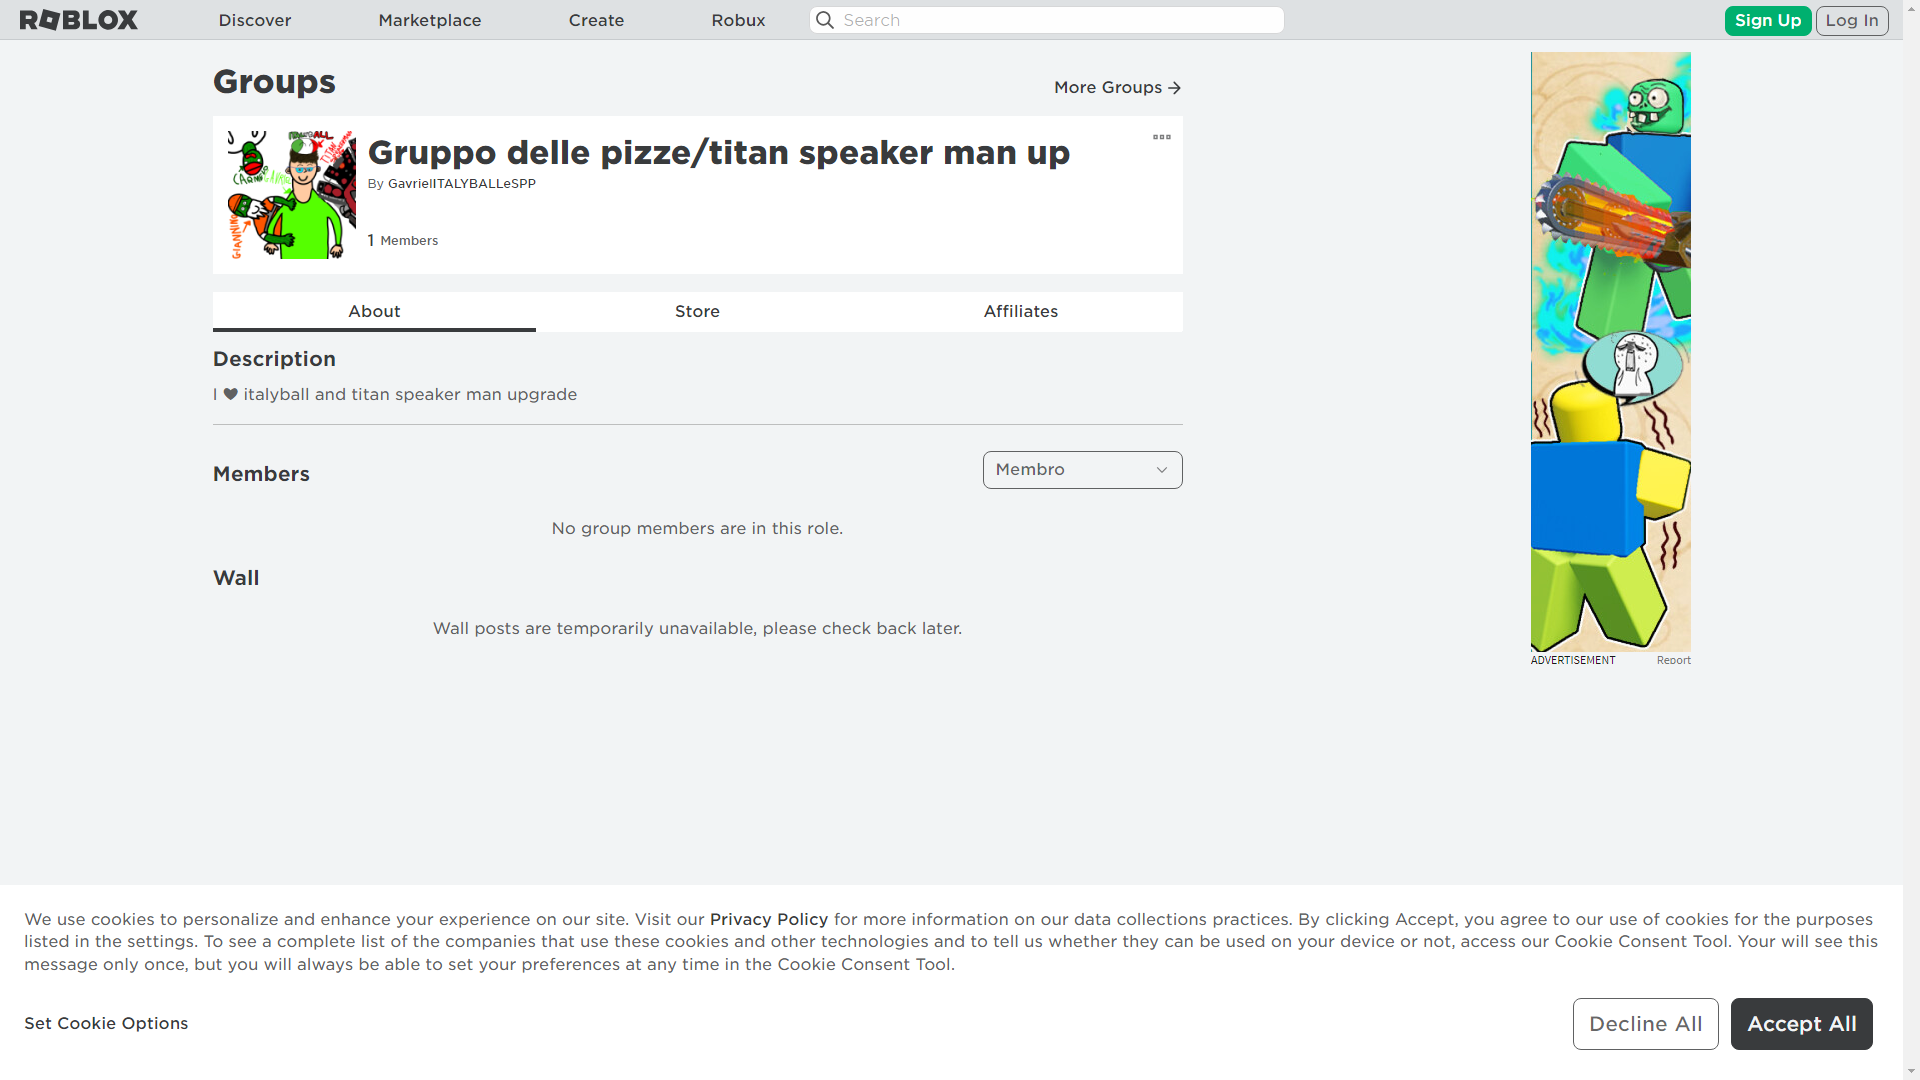 ROBLOX
Discover
Marketplace
Create
Robux
Search
Sign Up
Log In
Groups
More Groups
Gruppo delle pizze/titan speaker man up
By GavrielITALYBALLeSPP
1 Members
About
Store
Affiliates
Description
I ♥ italyball and titan speaker man upgrade
Members
Membro
No group members are in this role.
Wall
Wall posts are temporarily unavailable, please check back later.
ADVERTISEMENT
Report
We use cookies to personalize and enhance your experience on our site. Visit our Privacy Policy for more information on our data collections practices. By clicking Accept, you agree to our use of cookies for the purposes
listed in the settings. To see a complete list of the companies that use these cookies and other technologies and to tell us whether they can be used on your device or not, access our Cookie Consent Tool. Your will see this
message only once, but you will always be able to set your preferences at any time in the Cookie Consent Tool.
Set Cookie Options
Decline All
Accept All